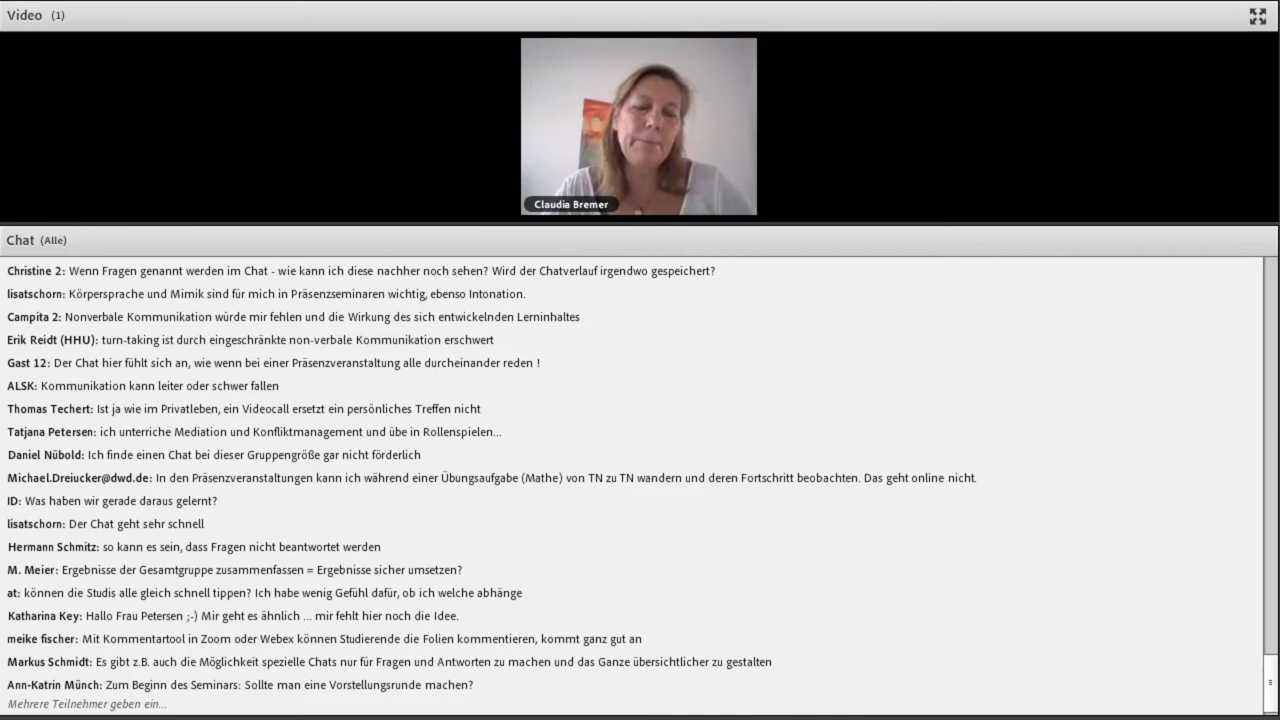 Video (1)
Claudia Bremer
Chat (Alle)
Christine 2: Wenn Fragen genannt werden im Chat - wie kann ich diese nachher noch sehen? Wird der Chatverlauf irgendwo gespeichert?
lisatschorn: Körpersprache und Mimik sind für mich in Präsenzseminaren wichtig, ebenso Intonation.
Campita 2: Nonverbale Kommunikation würde mir fehlen und die Wirkung des sich entwickelnden Lerninhaltes
Erik Reidt (HHU): turn-taking ist durch eingeschränkte non-verbale Kommunikation erschwert
Gast 12: Der Chat hier fühlt sich an, wie wenn bei einer Präsenzveranstaltung alle durcheinander reden !
ALSK: Kommunikation kann leiter oder schwer fallen
Thomas Techert: Ist ja wie im Privatleben, ein Videocall ersetzt ein persönliches Treffen nicht
Tatjana Petersen: ich unterriche Mediation und Konfliktmanagement und übe in Rollenspielen...
Daniel Nübold: Ich finde einen Chat bei dieser Gruppengröße gar nicht förderlich
Michael.Dreiucker@dwd.de: In den Präsenzveranstaltungen kann ich während einer Übungsaufgabe (Mathe) von TN zu TN wandern und deren Fortschritt beobachten. Das geht online nicht.
ID: Was haben wir gerade daraus gelernt?
lisatschorn: Der Chat geht sehr schnell
Hermann Schmitz: so kann es sein, dass Fragen nicht beantwortet werden
M. Meier: Ergebnisse der Gesamtgruppe zusammenfassen = Ergebnisse sicher umsetzen?
at: können die Studis alle gleich schnell tippen? Ich habe wenig Gefühl dafür, ob ich welche abhänge
Katharina Key: Hallo Frau Petersen ;-) Mir geht es ähnlich ... mir fehlt hier noch die Idee.
meike fischer: Mit Kommentartool in Zoom oder Webex können Studierende die Folien kommentieren, kommt ganz gut an
Markus Schmidt: Es gibt z.B. auch die Möglichkeit spezielle Chats nur für Fragen und Antworten zu machen und das Ganze übersichtlicher zu gestalten
Ann-Katrin Münch: Zum Beginn des Seminars: Sollte man eine Vorstellungsrunde machen?
Mehrere Teilnehmer geben ein...